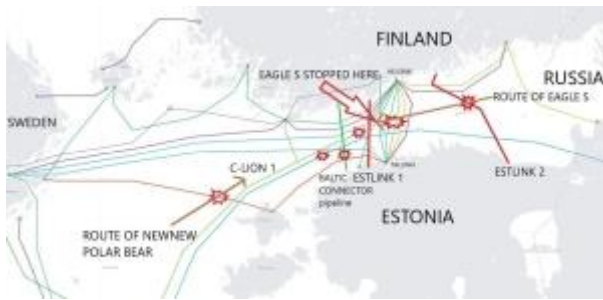 FINLAND
EAGLE S STOPPED HERE
RUSSIA
ROUTE OF EAGLE S
SWEDEN
C-LION 1
BALTIC-
CONNECTOR
pipeline
ESTLINK 1
ESTLINK 2
ESTONIA
ROUTE OF NEWNEW
POLAR BEAR